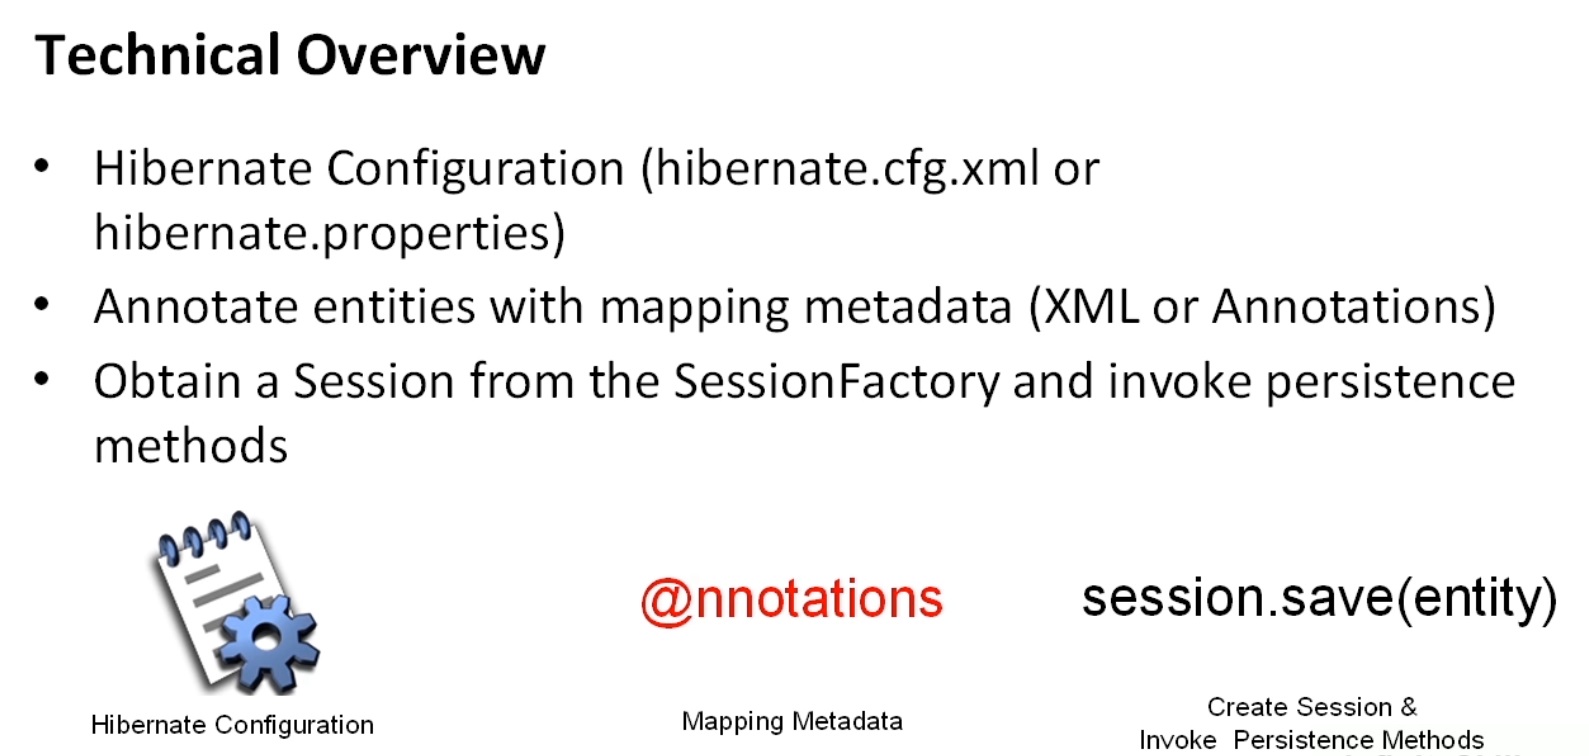 Technical Overview
• Hibernate Configuration (hibernate.cfg.xml or
hibernate.properties)
• Annotate entities with mapping metadata (XML or Annotations)
• Obtain a Session from the SessionFactory and invoke persistence
methods
@nnotations
session.save(entity)
Hibernate Configuration
Mapping Metadata
Create Session &
Invoke Persistence Methods